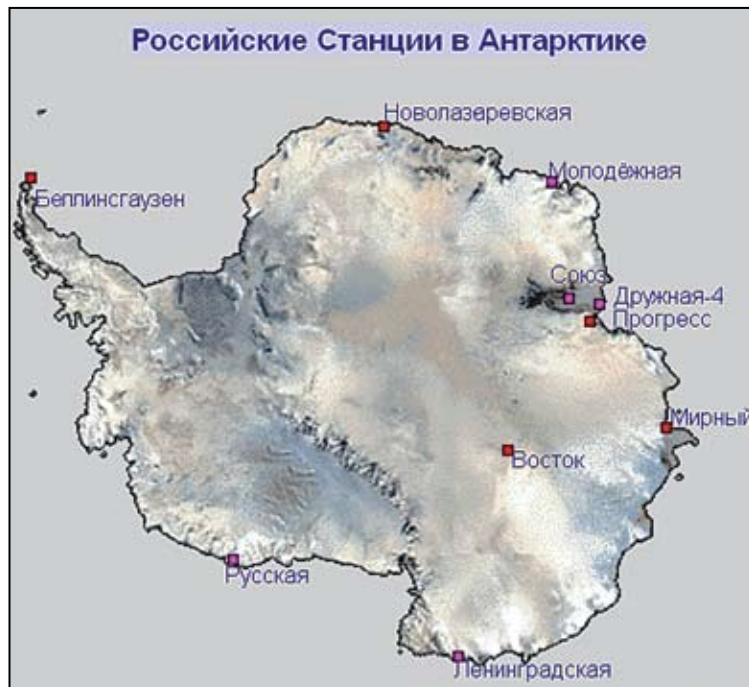 Российские Станции в Антарктике
Новолазаревская
Молодёжная
Беллинсгаузен
Союз
Дружная-4
Прогресс
Мирный
Восток
Русская
Ленинградская